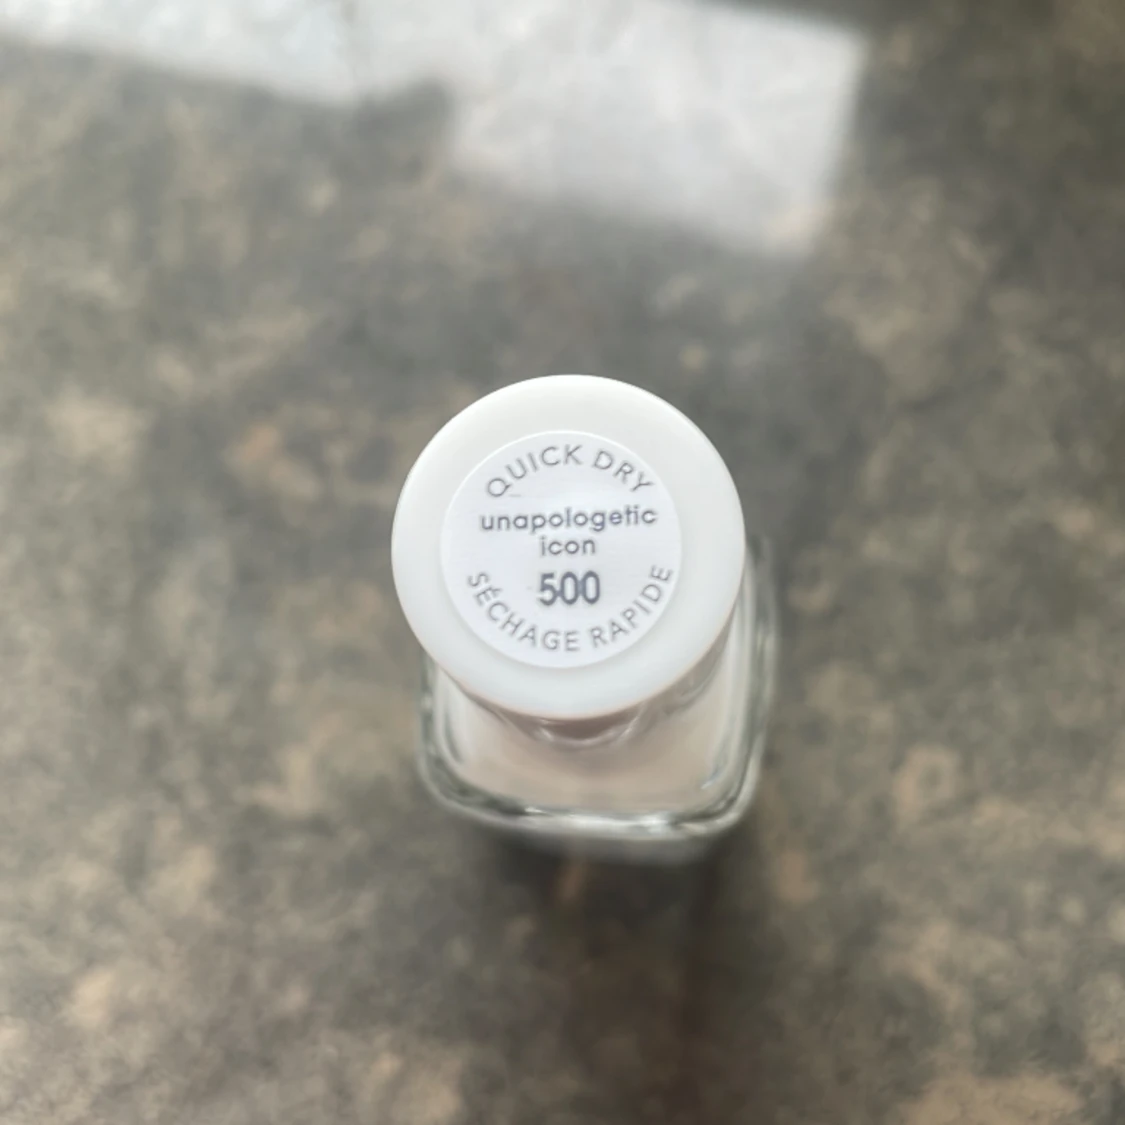 QUICK DRY
unapologetic
icon
500
SÉCHAGE RAPIDE